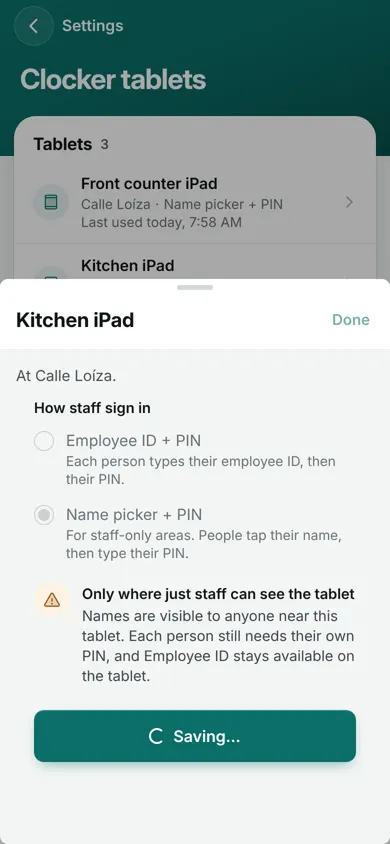 Settings
Clocker tablets
Tablets 3
Front counter iPad
Calle Loíza · Name picker + PIN
Last used today, 7:58 AM
Kitchen iPad
Kitchen iPad
Done
At Calle Loíza.
How staff sign in
Employee ID + PIN
Each person types their employee ID, then
their PIN.
Name picker + PIN
For staff-only areas. People tap their name,
then type their PIN.
Only where just staff can see the tablet
Names are visible to anyone near this
tablet. Each person still needs their own
PIN, and Employee ID stays available on
the tablet.
Saving...